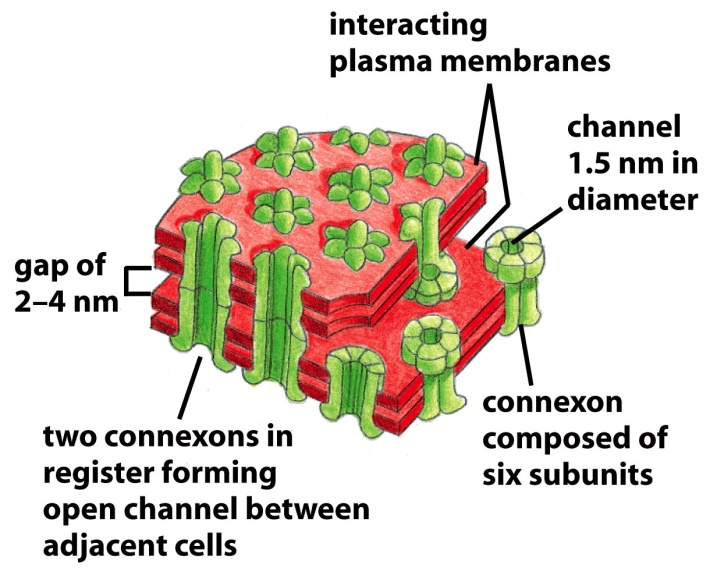 interacting
plasma membranes
channel
1.5 nm in
diameter
gap of
2–4 nm
connexon
composed of
six subunits
two connexons in
register forming
open channel between
adjacent cells